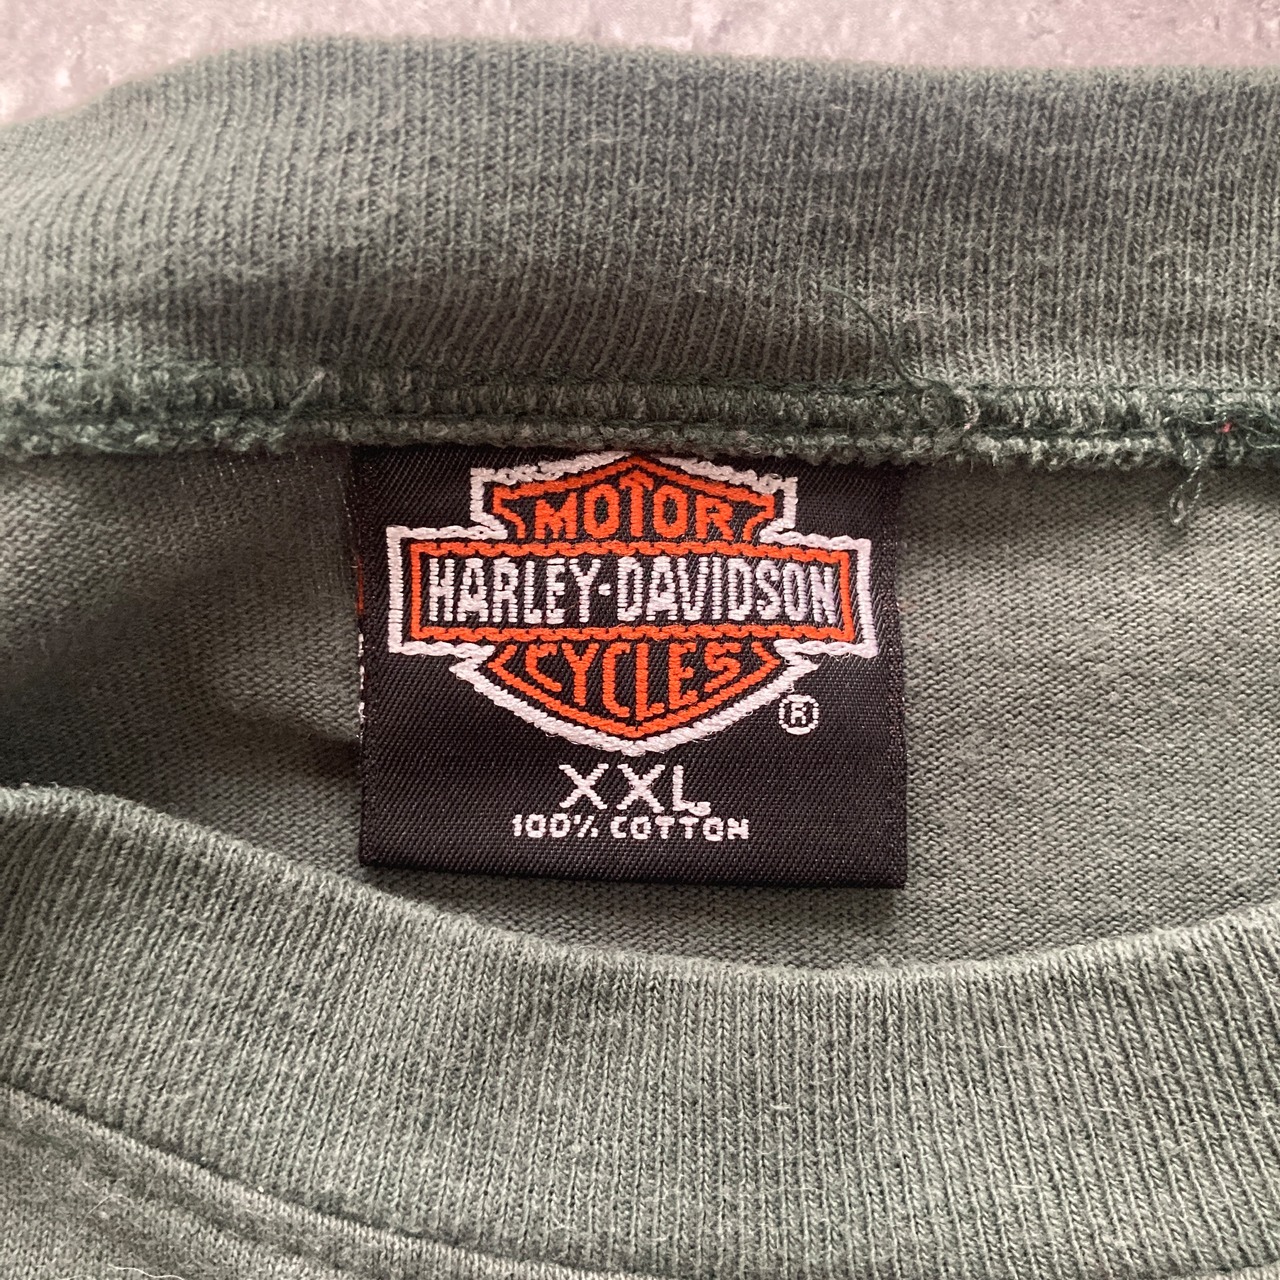 MOTOR
HARLEY-DAVIDSON
CYCLES
®
XXL
100% COTTON